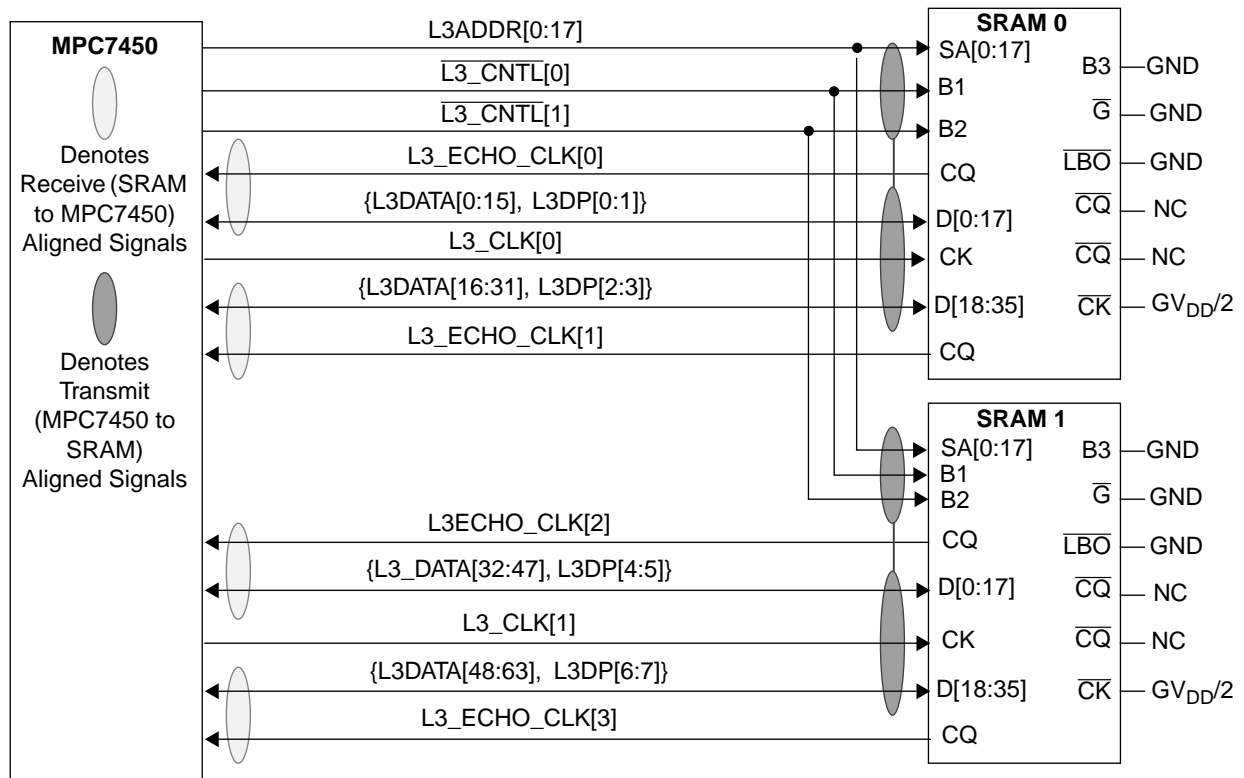 MPC7450
Denotes
Receive (SRAM
to MPC7450)
Aligned Signals
Denotes
Transmit
(MPC7450 to
SRAM)
Aligned Signals
L3ADDR[0:17]
L3_CNTL[0]
L3_CNTL[1]
L3_ECHO_CLK[0]
{L3DATA[0:15], L3DP[0:1]}
L3_CLK[0]
{L3DATA[16:31], L3DP[2:3]}
L3_ECHO_CLK[1]
L3ECHO_CLK[2]
{L3_DATA[32:47], L3DP[4:5]}
L3_CLK[1]
{L3DATA[48:63], L3DP[6:7]}
L3_ECHO_CLK[3]
SRAM 0
SA[0:17]
B1
B2
CQ
D[0:17]
CK
D[18:35]
CQ
B3 GND
G GND
LBO GND
CQ NC
CQ NC
CK GVDD/2
SRAM 1
SA[0:17]
B1
B2
CQ
D[0:17]
CK
D[18:35]
CQ
B3 GND
G GND
LBO GND
CQ NC
CQ NC
CK GVDD/2